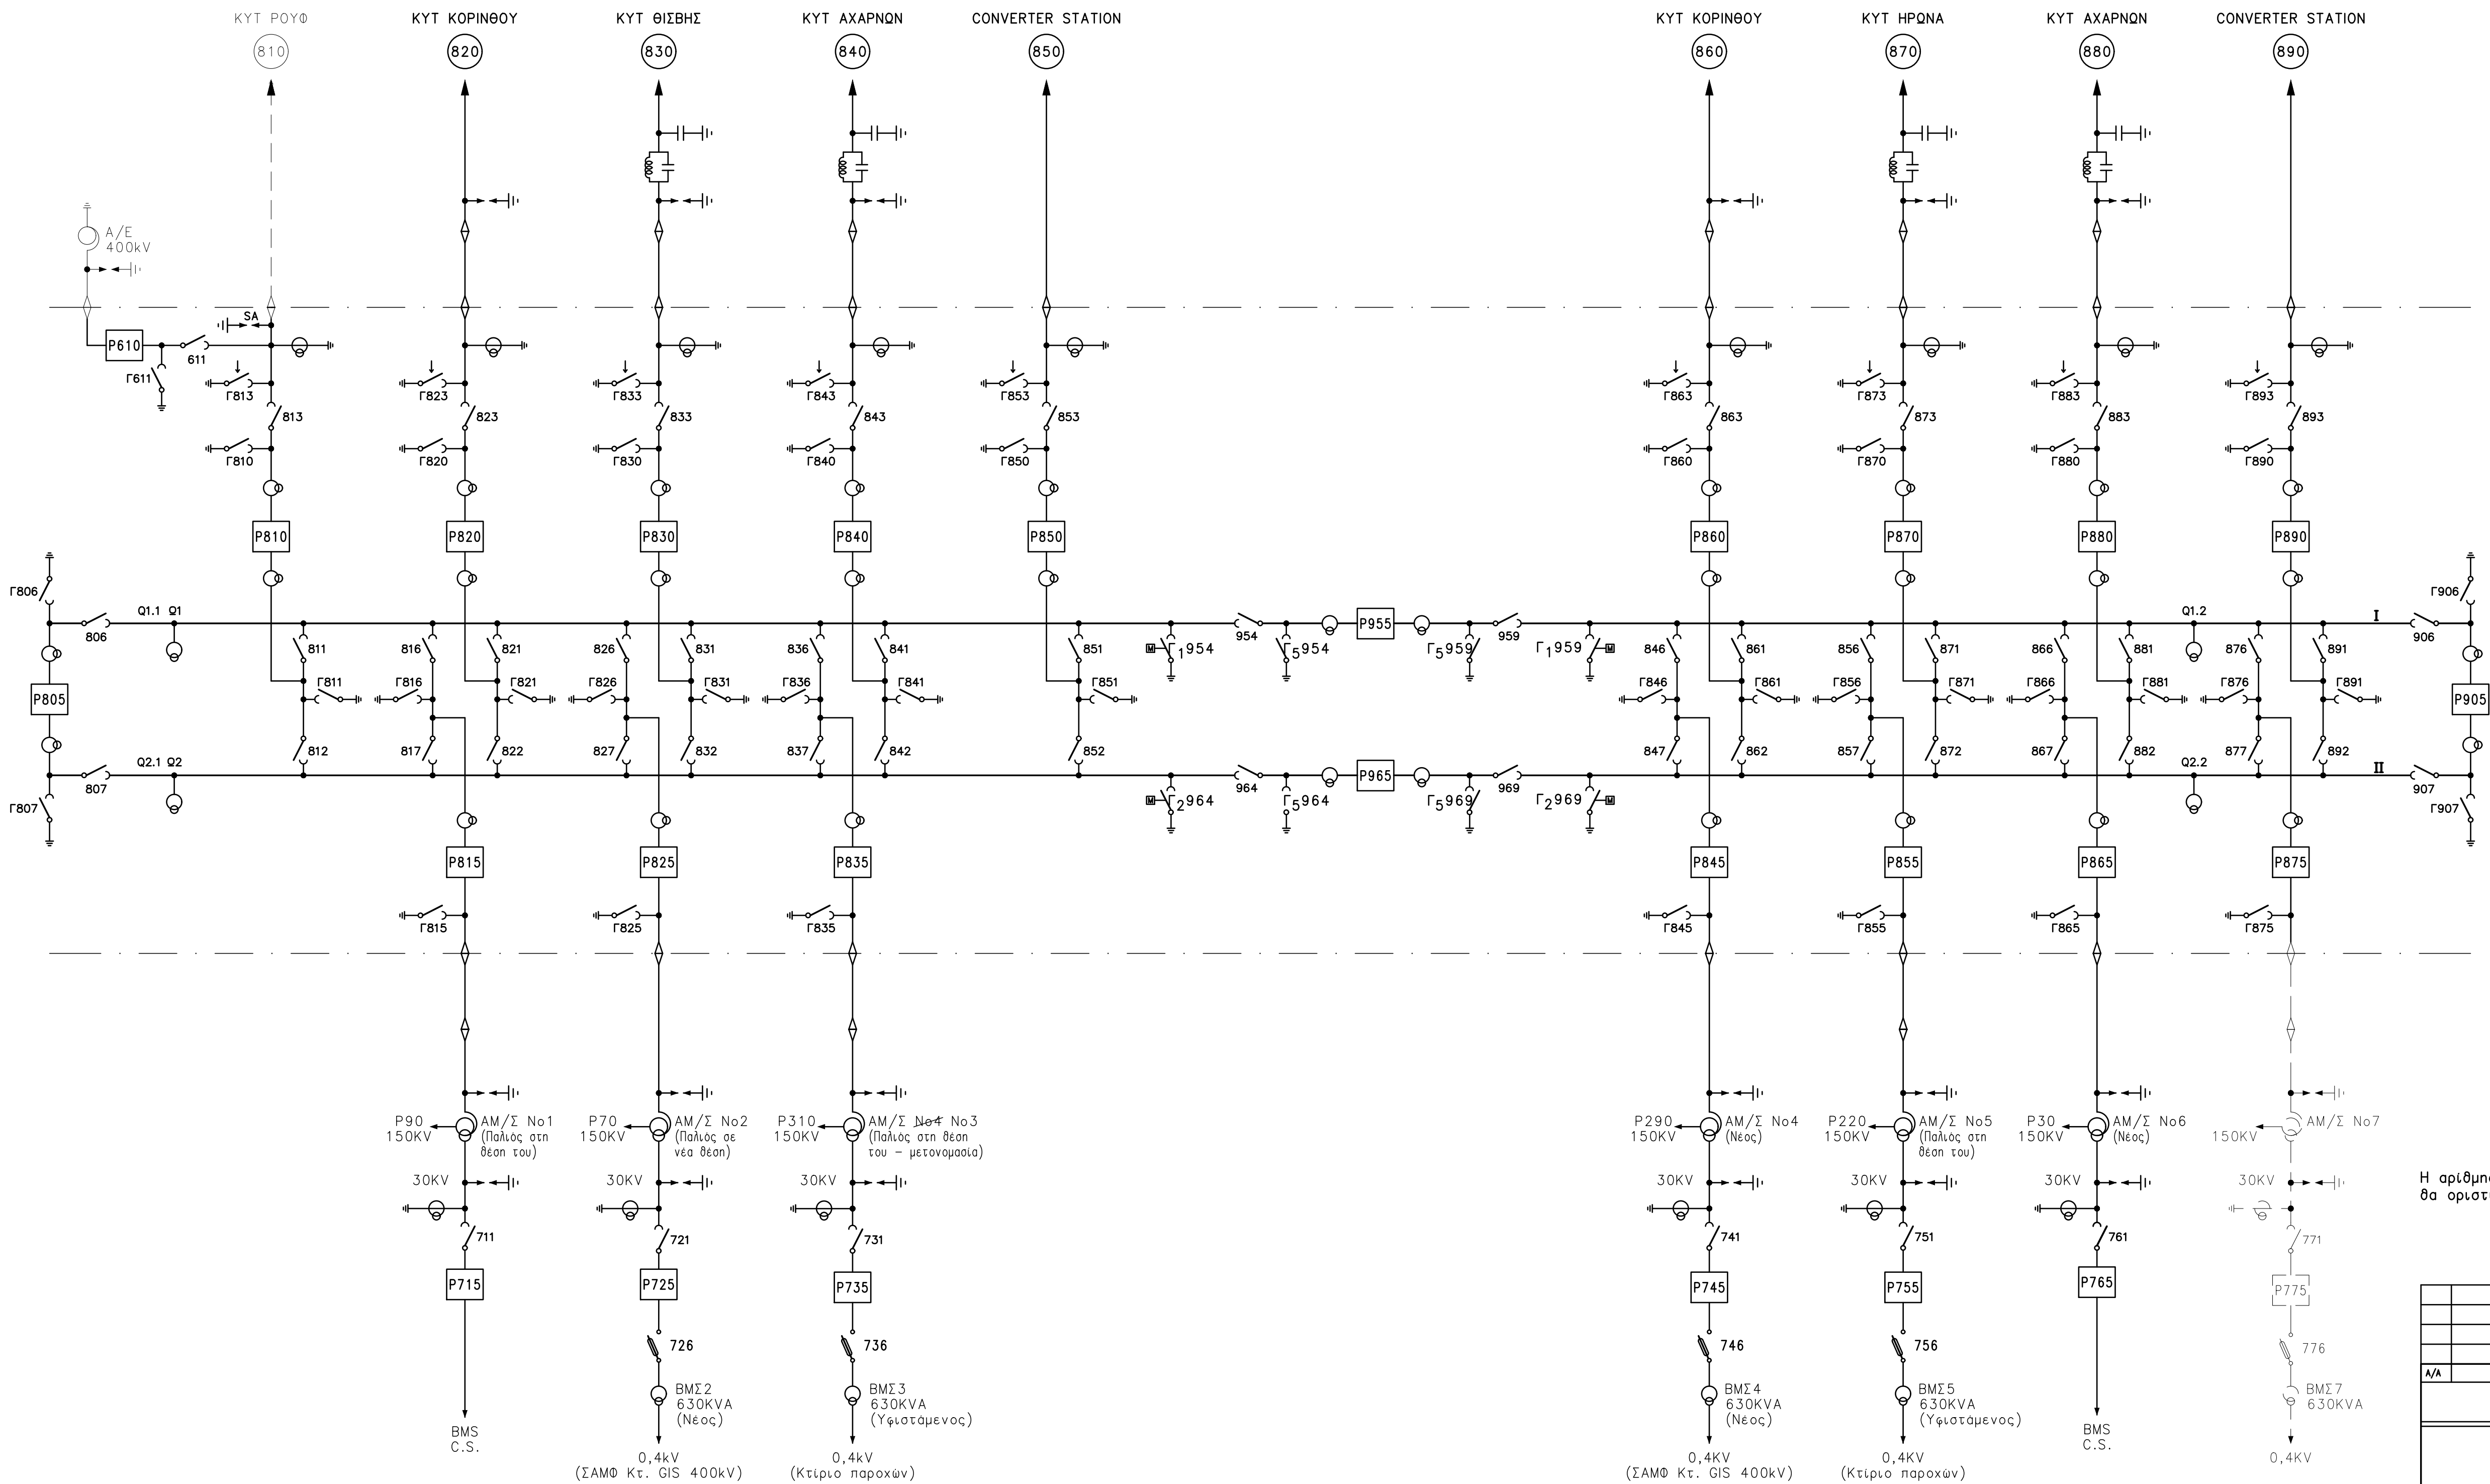 ΚΥΤ ΡΟΥΦ ΚΥΤ ΚΟΡΙΝΘΟΥ ΚΥΤ ΘΙΣΒΗΣ ΚΥΤ ΑΧΑΡΝΩΝ CONVERTER STATION ΚΥΤ ΚΟΡΙΝΘΟΥ ΚΥΤ ΗΡΩΝΑ ΚΥΤ ΑΧΑΡΝΩΝ CONVERTER STATION
810 820 830 840 850 860 870 880 890
Α/Ε
400kV
SA
P610
611
Γ611
Γ813 Γ823 Γ833 Γ843 Γ853 Γ863 Γ873 Γ883 Γ893
813 823 833 843 853 863 873 883 893
Γ810 Γ820 Γ830 Γ840 Γ850 Γ860 Γ870 Γ880 Γ890
P810 P820 P830 P840 P850 P860 P870 P880 P890
Γ806 Γ906
Q1.1 Ω1 Q1.2 I
806 954 P955 959 906
811 816 821 826 831 836 841 851 Γ1954 Γ5954 Γ5959 Γ1959 846 861 856 871 866 881 876 891
M M
Γ811 Γ816 Γ821 Γ826 Γ831 Γ836 Γ841 Γ851 Γ846 Γ861 Γ856 Γ871 Γ866 Γ881 Γ876 Γ891
P805 P905
812 817 822 827 832 837 842 852 847 862 857 872 867 882 877 892
Q2.1 Ω2 Q2.2 II
807 964 P965 969 907
Γ807 Γ2964 Γ5964 Γ5969 Γ2969 Γ907
M M
P815 P825 P835 P845 P855 P865 P875
Γ815 Γ825 Γ835 Γ845 Γ855 Γ865 Γ875
P90 ΑΜ/Σ Νο1 P70 ΑΜ/Σ Νο2 P310 ΑΜ/Σ Νο4 Νο3 P290 ΑΜ/Σ Νο4 P220 ΑΜ/Σ Νο5 P30 ΑΜ/Σ Νο6 ΑΜ/Σ Νο7
150KV (Παλιός στη 150KV (Παλιός σε 150KV (Παλιός στη θέση 150KV (Νέος) 150KV (Παλιός στη 150KV (Νέος) 150KV
θέση του) νέα θέση) του – μετονομασία) θέση του)
30KV 30KV 30KV 30KV 30KV 30KV 30KV
Η αρίθμη
θα οριστ
711 721 731 741 751 761 771
P715 P725 P735 P745 P755 P765 P775
726 736 746 756 776
Α/Α
ΒΜΣ2 ΒΜΣ3 ΒΜΣ4 ΒΜΣ5 ΒΜΣ7
630KVA 630KVA 630KVA 630KVA 630KVA
(Νέος) (Υφιστάμενος) (Νέος) (Υφιστάμενος)
BMS BMS
C.S. C.S.
0,4kV 0,4KV 0,4KV 0,4KV 0,4KV
(ΣΑΜΦ Κτ. GIS 400kV) (Κτίριο παροχών) (ΣΑΜΦ Κτ. GIS 400kV) (Κτίριο παροχών)